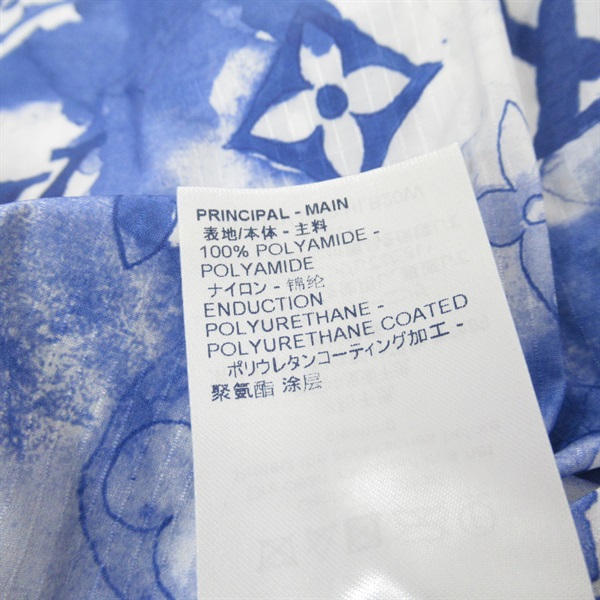 PRINCIPAL - MAIN
表地/本体 - 主料
100% POLYAMIDE -
POLYAMIDE
ナイロン - 锦纶
ENDUCTION
POLYURETHANE -
POLYURETHANE COATED
ポリウレタンコーティング加工 -
聚氨酯 涂层